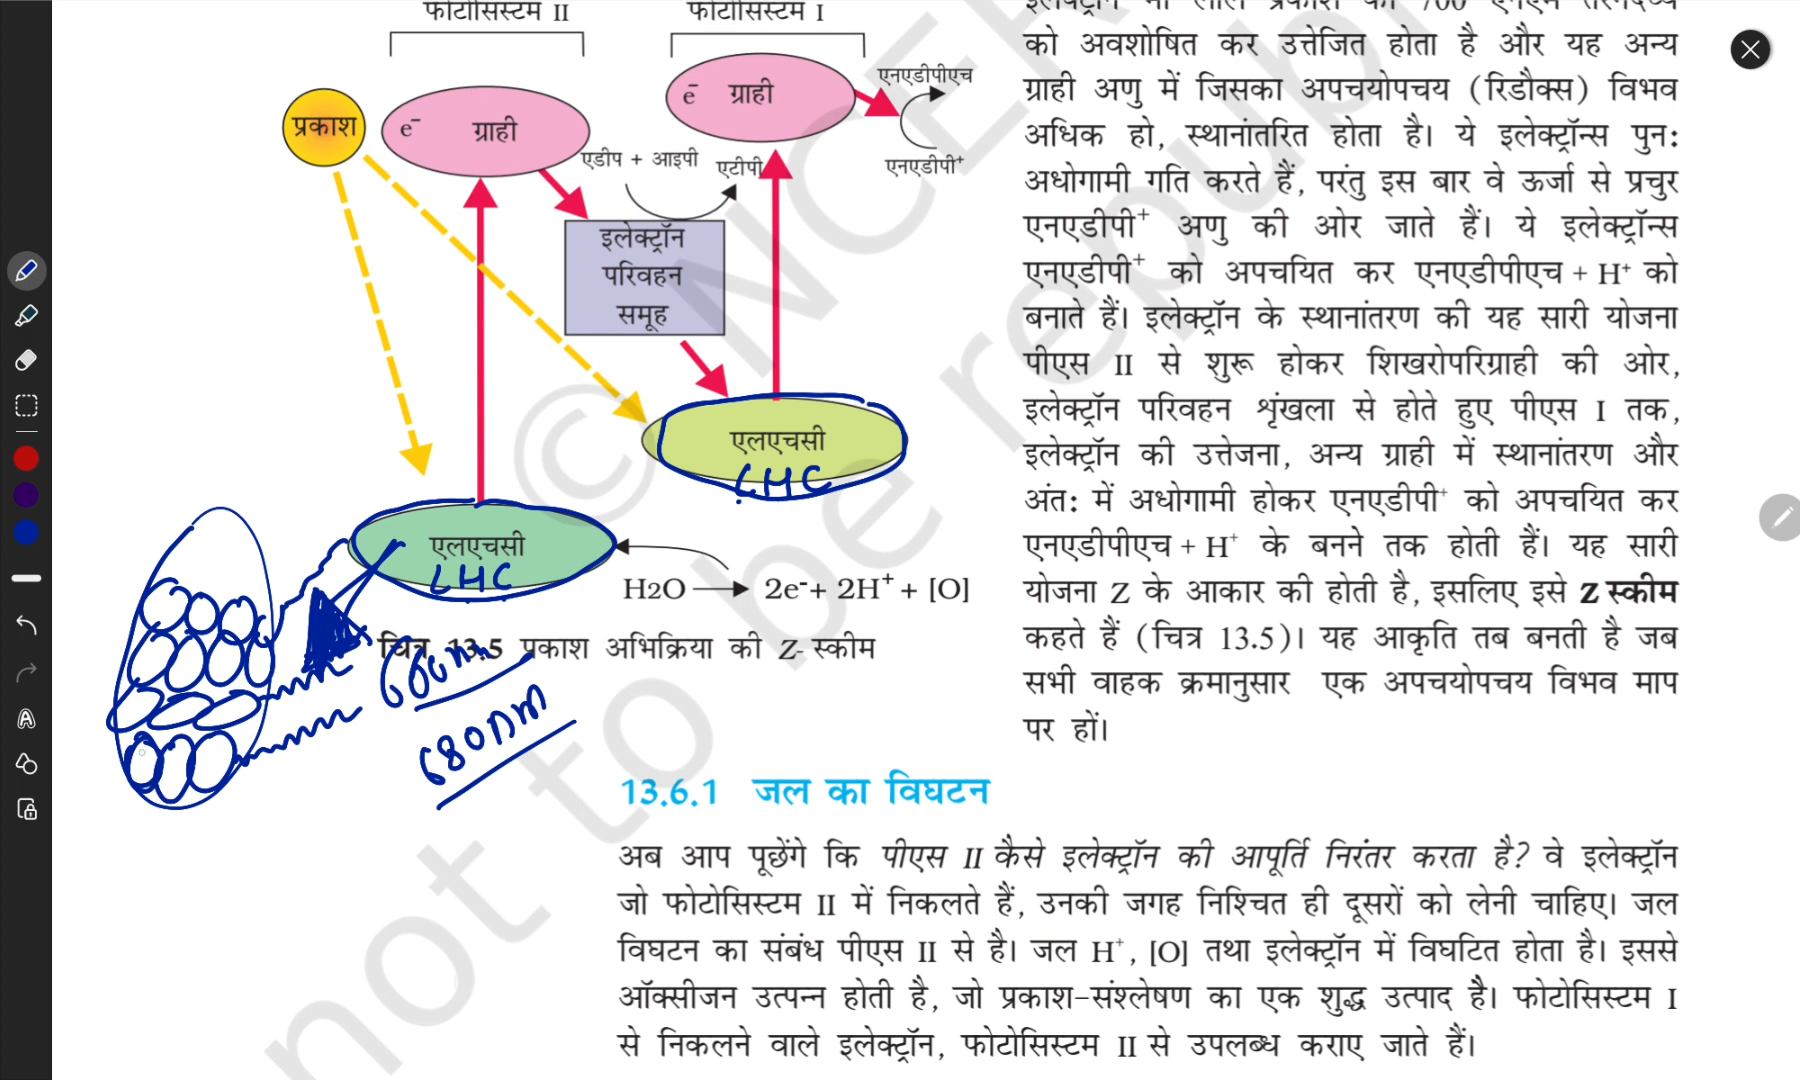 फोटोसिस्टम II
फोटोसिस्टम I
प्रकाश
e⁻ ग्राही
e⁻ ग्राही
एनएडीपीएच
एनएडीपी⁺
एडीप + आइपी
एटीपी
इलेक्ट्रॉन
परिवहन
समूह
एलएचसी
LHC
एलएचसी
LHC
H2O → 2e⁻+ 2H⁺ + [O]
चित्र 13.5 प्रकाश अभिक्रिया की Z- स्कीम
680nm
को अवशोषित कर उत्तेजित होता है और यह अन्य
ग्राही अणु में जिसका अपचयोपचय (रिडौक्स) विभव
अधिक हो, स्थानांतरित होता है। ये इलेक्ट्रॉन्स पुन:
अधोगामी गति करते हैं, परंतु इस बार वे ऊर्जा से प्रचुर
एनएडीपी⁺ अणु की ओर जाते हैं। ये इलेक्ट्रॉन्स
एनएडीपी⁺ को अपचयित कर एनएडीपीएच + H⁺ को
बनाते हैं। इलेक्ट्रॉन के स्थानांतरण की यह सारी योजना
पीएस II से शुरू होकर शिखरोपरिग्राही की ओर,
इलेक्ट्रॉन परिवहन शृंखला से होते हुए पीएस I तक,
इलेक्ट्रॉन की उत्तेजना, अन्य ग्राही में स्थानांतरण और
अंत: में अधोगामी होकर एनएडीपी⁺ को अपचयित कर
एनएडीपीएच + H⁺ के बनने तक होती हैं। यह सारी
योजना Z के आकार की होती है, इसलिए इसे Z स्कीम
कहते हैं (चित्र 13.5)। यह आकृति तब बनती है जब
सभी वाहक क्रमानुसार एक अपचयोपचय विभव माप
पर हों।
13.6.1 जल का विघटन
अब आप पूछेंगे कि पीएस II कैसे इलेक्ट्रॉन की आपूर्ति निरंतर करता है? वे इलेक्ट्रॉन
जो फोटोसिस्टम II में निकलते हैं, उनकी जगह निश्चित ही दूसरों को लेनी चाहिए। जल
विघटन का संबंध पीएस II से है। जल H⁺, [O] तथा इलेक्ट्रॉन में विघटित होता है। इससे
ऑक्सीजन उत्पन्न होती है, जो प्रकाश-संश्लेषण का एक शुद्ध उत्पाद है। फोटोसिस्टम I
से निकलने वाले इलेक्ट्रॉन, फोटोसिस्टम II से उपलब्ध कराए जाते हैं।
© NCER
not to be republ